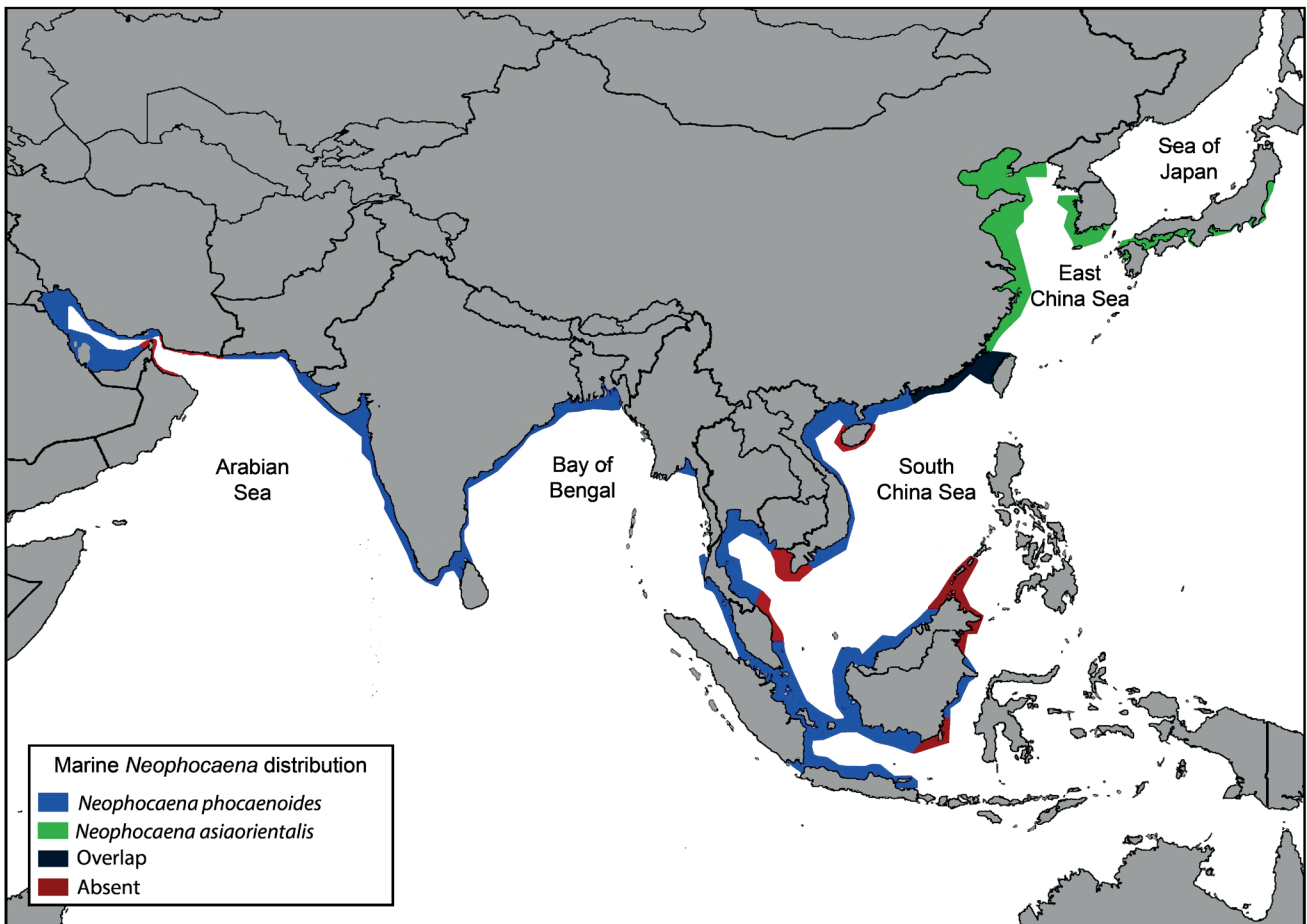 Sea of
Japan
East
China Sea
Arabian
Sea
Bay of
Bengal
South
China Sea
Marine Neophocaena distribution
Neophocaena phocaenoides
Neophocaena asiaorientalis
Overlap
Absent